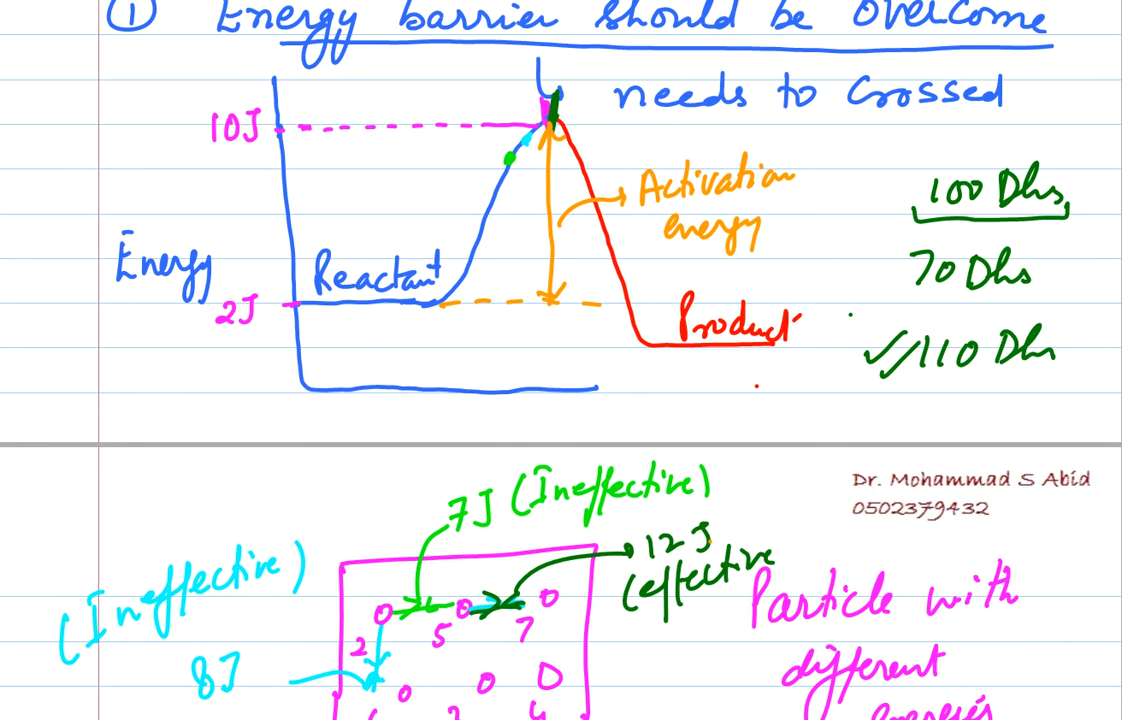 ① Energy barrier should be overcome
needs to Crossed
10J
Activation
energy
100 Dhs
Energy
Reactant
70 Dhs
2J
Product
✓110 Dhs
7J (Ineffective)
Dr. Mohammad S Abid
0502379432
12J
(effective
(Ineffective)
Particle with
2
5
7
8J
different
energies